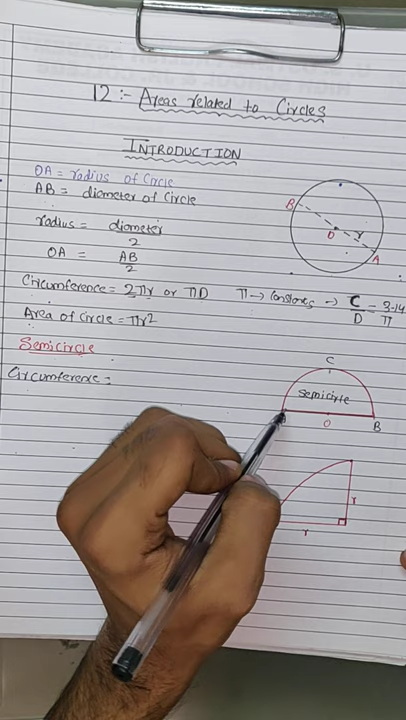 12 :- Areas related to Circles
INTRODUCTION
OA = radius of Circle
AB = diameter of Circle
radius = diameter
2
OA = AB
2
B
O
r
A
Circumference = 2πr or πD π → Constant → C = 3.14
D π
Area of Circle = πr2
Semicircle
Circumference =
C
semicircle
O
B
r
r